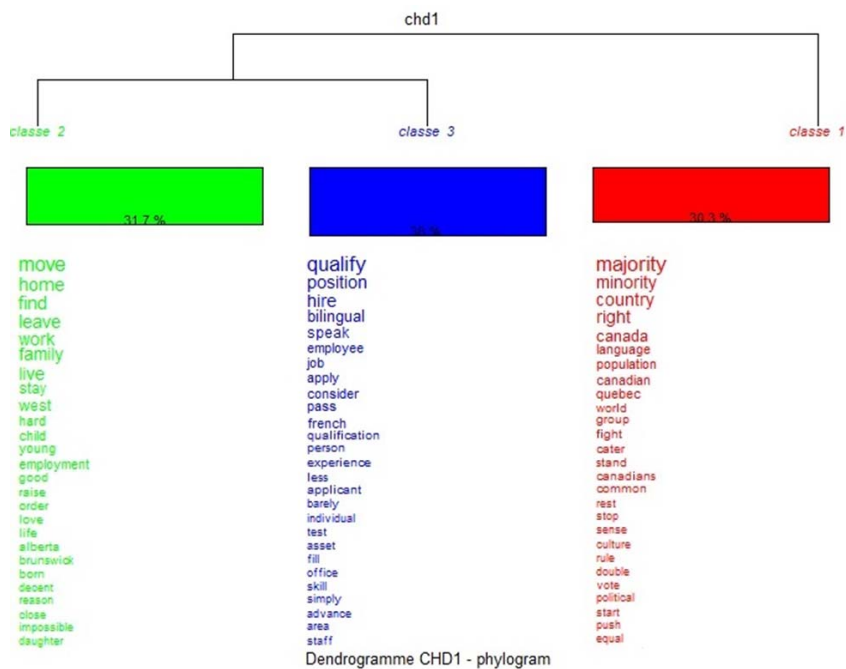 chd1
classe 2
classe 3
classe 1
31.7 %
38 %
30.3 %
move
home
find
leave
work
family
live
stay
west
hard
child
young
employment
good
raise
order
love
life
alberta
brunswick
born
decent
reason
close
impossible
daughter
qualify
position
hire
bilingual
speak
employee
job
apply
consider
pass
french
qualification
person
experience
less
applicant
barely
individual
test
asset
fill
office
skill
simply
advance
area
staff
majority
minority
country
right
canada
language
population
canadian
quebec
world
group
fight
cater
stand
canadians
common
rest
stop
sense
culture
rule
double
vote
political
start
push
equal
Dendrogramme CHD1 - phylogram